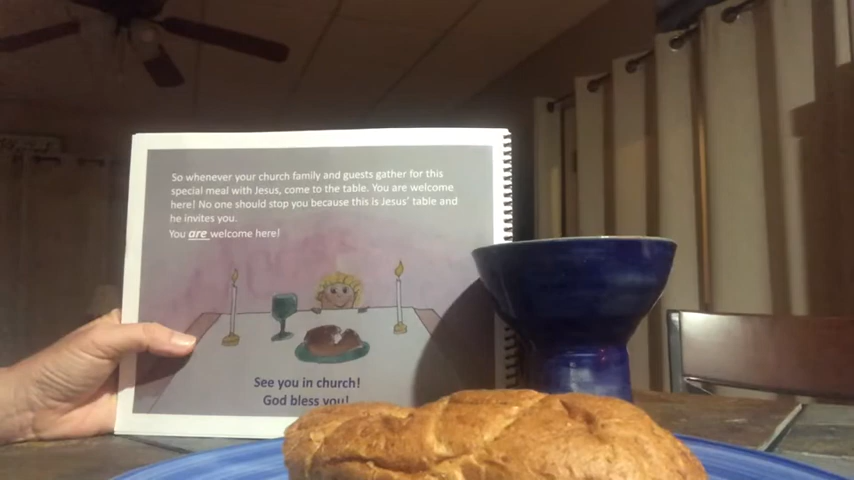 So whenever your church family and guests gather for this
special meal with Jesus, come to the table. You are welcome
here! No one should stop you because this is Jesus' table and
he invites you.
You are welcome here!
See you in church!
God bless you!